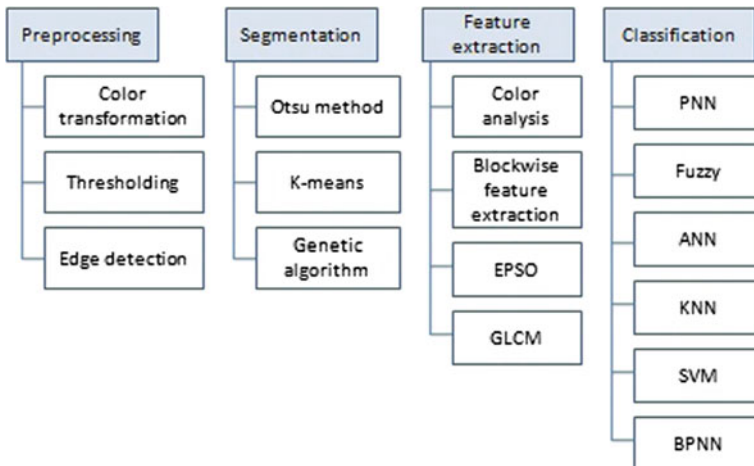 Preprocessing
Color
transformation
Thresholding
Edge detection
Segmentation
Otsu method
K-means
Genetic
algorithm
Feature
extraction
Color
analysis
Blockwise
feature
extraction
EPSO
GLCM
Classification
PNN
Fuzzy
ANN
KNN
SVM
BPNN